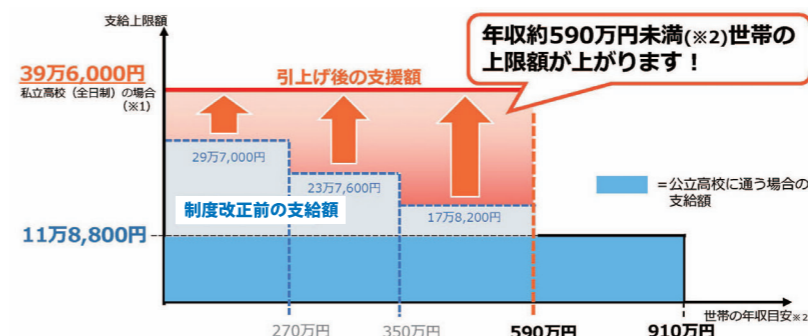 支給上限額
年収約590万円未満(※2)世帯の
上限額が上がります！
39万6,000円
私立高校（全日制）の場合
(※1)
引上げ後の支援額
29万7,000円
23万7,600円
17万8,200円
制度改正前の支給額
=公立高校に通う場合の
支給額
11万8,800円
世帯の年収目安※2
270万円
350万円
590万円
910万円